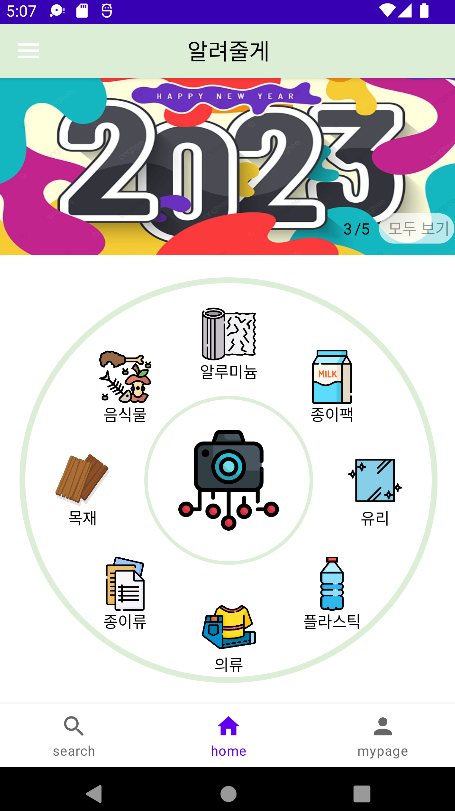 5:07
알려줄게
HAPPY NEW YEAR
2023
3 /5 모두 보기
알루미늄
음식물
종이팩
MILK
목재
유리
종이류
플라스틱
의류
search
home
mypage